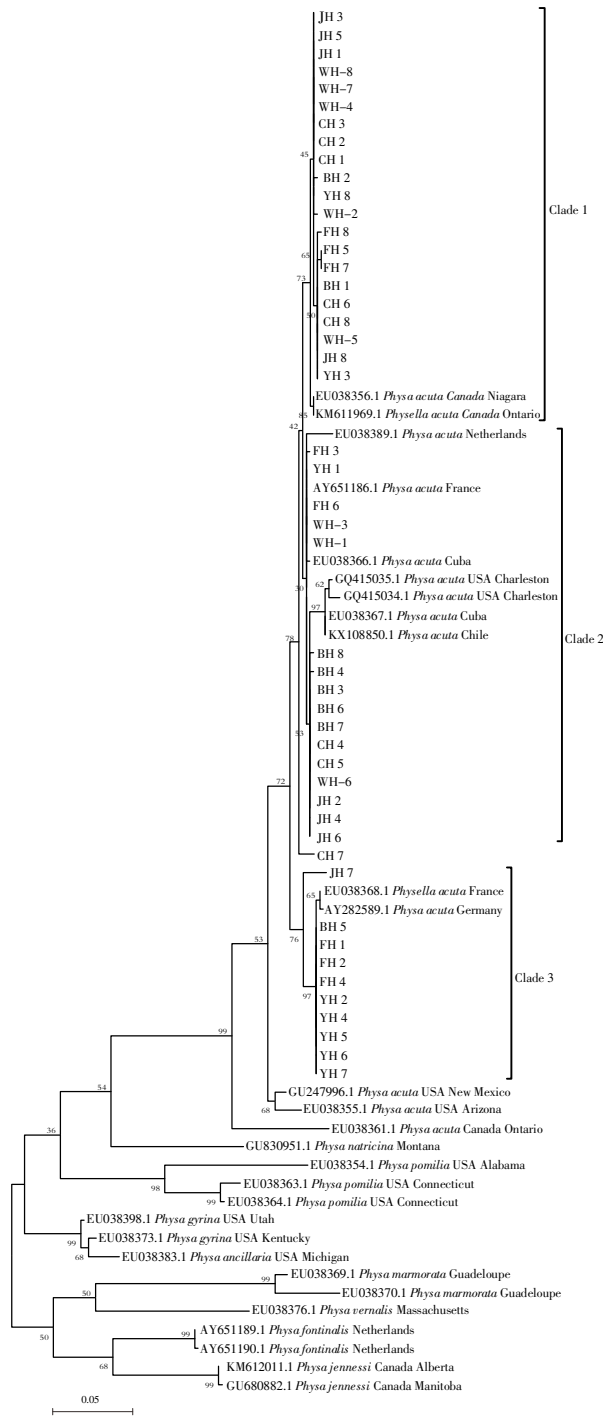 JH 3
JH 5
JH 1
WH-8
WH-7
WH-4
CH 3
CH 2
CH 1
45
BH 2
YH 8
WH-2
Clade 1
FH 8
FH 5
65
FH 7
73
BH 1
CH 6
50
CH 8
WH-5
JH 8
YH 3
EU038356.1 Physa acuta Canada Niagara
85
KM611969.1 Physella acuta Canada Ontario
42
EU038389.1 Physa acuta Netherlands
FH 3
YH 1
AY651186.1 Physa acuta France
FH 6
WH-3
WH-1
EU038366.1 Physa acuta Cuba
GQ415035.1 Physa acuta USA Charleston
62
30
GQ415034.1 Physa acuta USA Charleston
97
EU038367.1 Physa acuta Cuba
KX108850.1 Physa acuta Chile
Clade 2
78
BH 8
BH 4
BH 3
BH 6
BH 7
53
CH 4
CH 5
WH-6
72
JH 2
JH 4
JH 6
CH 7
JH 7
EU038368.1 Physella acuta France
65
AY282589.1 Physa acuta Germany
BH 5
76
FH 1
53
FH 2
FH 4
Clade 3
97
YH 2
YH 4
99
YH 5
YH 6
YH 7
54
GU247996.1 Physa acuta USA New Mexico
68
EU038355.1 Physa acuta USA Arizona
EU038361.1 Physa acuta Canada Ontario
36
GU830951.1 Physa natricina Montana
EU038354.1 Physa pomilia USA Alabama
98
EU038363.1 Physa pomilia USA Connecticut
99
EU038364.1 Physa pomilia USA Connecticut
EU038398.1 Physa gyrina USA Utah
99
EU038373.1 Physa gyrina USA Kentucky
68
EU038383.1 Physa ancillaria USA Michigan
EU038369.1 Physa marmorata Guadeloupe
99
EU038370.1 Physa marmorata Guadeloupe
50
EU038376.1 Physa vernalis Massachusetts
50
AY651189.1 Physa fontinalis Netherlands
99
AY651190.1 Physa fontinalis Netherlands
68
KM612011.1 Physa jennessi Canada Alberta
99
GU680882.1 Physa jennessi Canada Manitoba
0.05